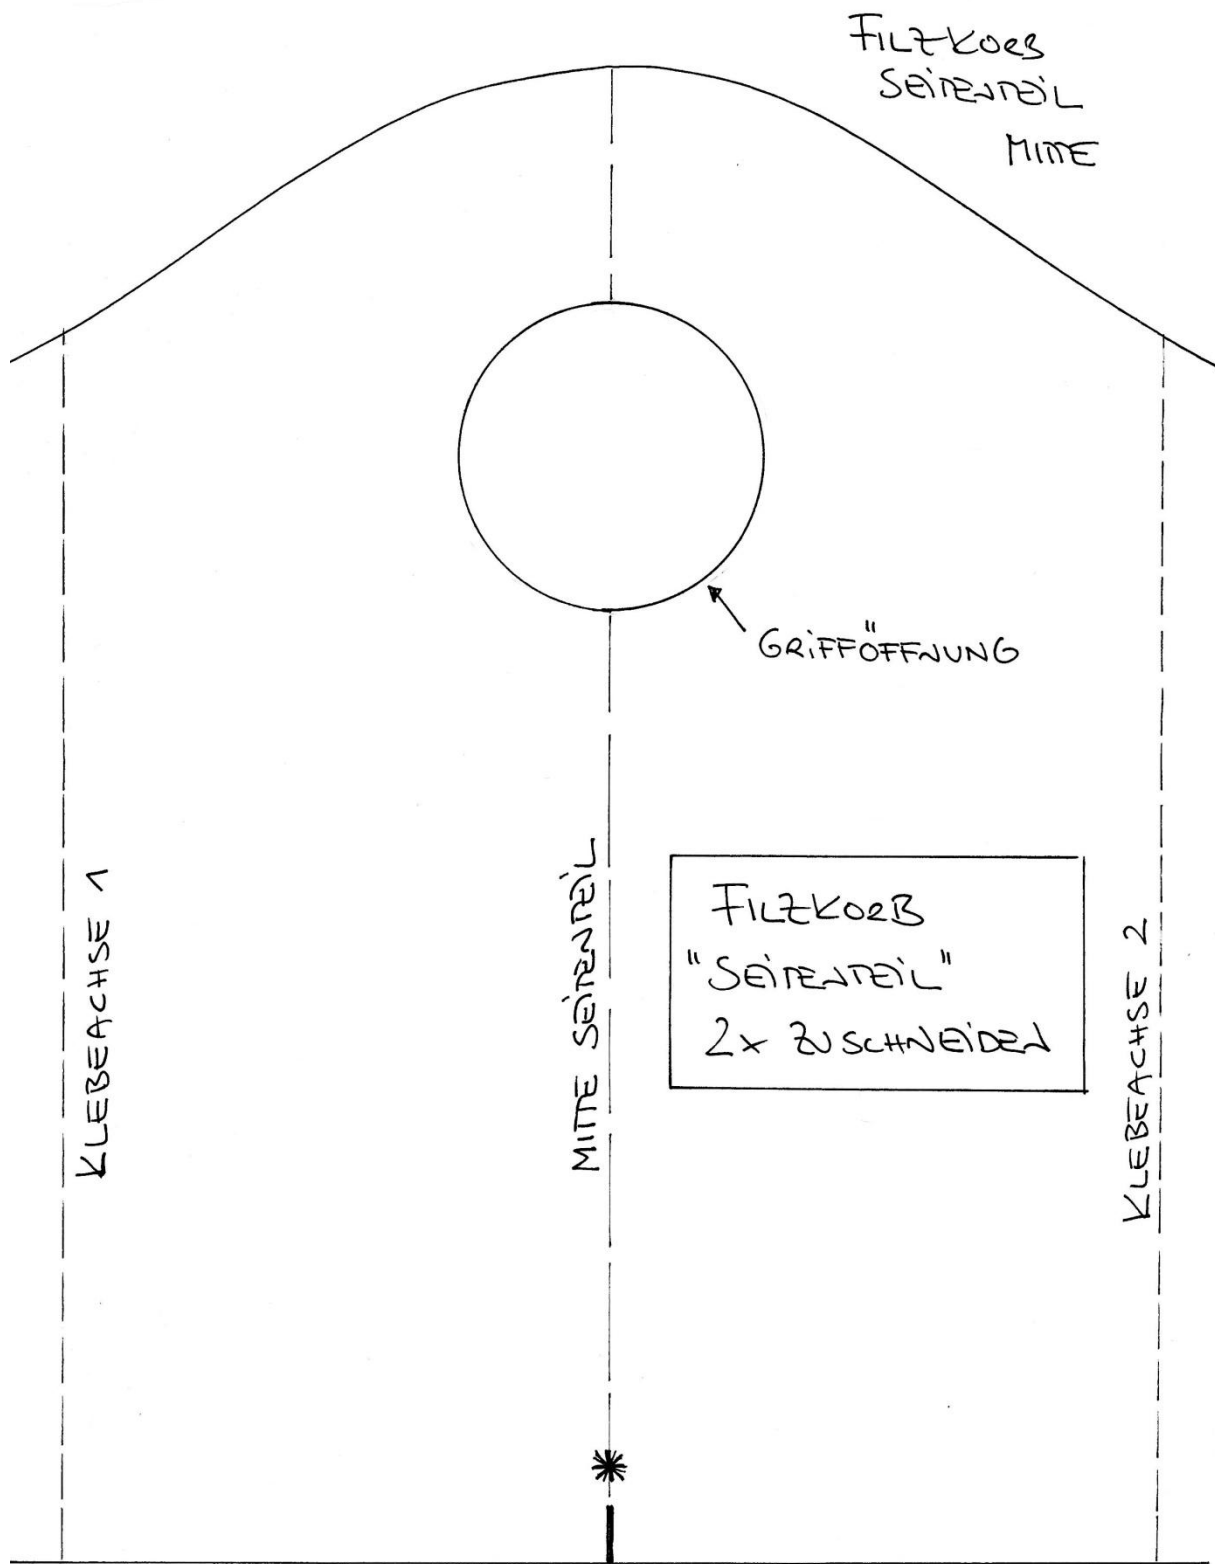 FILZKORB
SEITENTEIL
MITTE
GRIFFÖFFNUNG
KLEBEACHSE 1
MITTE SEITENTEIL
FILZKORB
"SEITENTEIL"
2x ZUSCHNEIDEN
KLEBEACHSE 2